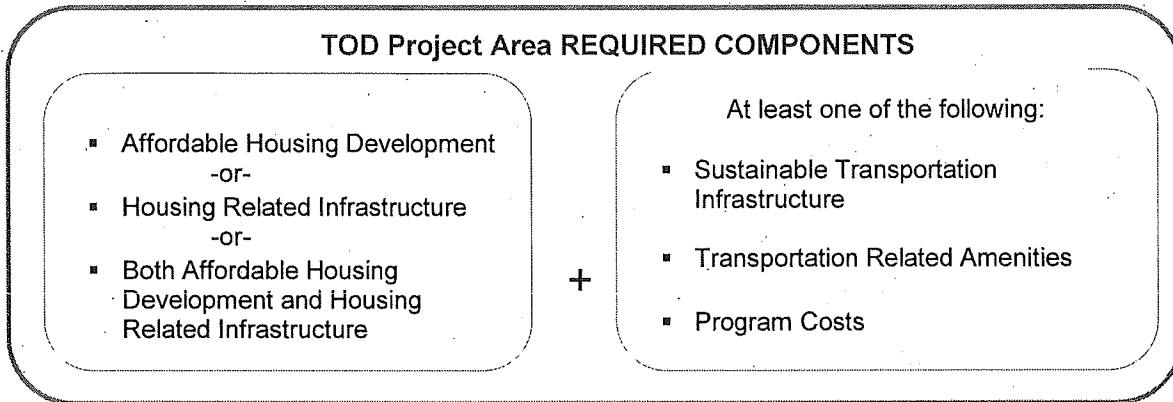 TOD Project Area REQUIRED COMPONENTS
▪ Affordable Housing Development
-or-
▪ Housing Related Infrastructure
-or-
▪ Both Affordable Housing
Development and Housing
Related Infrastructure
+
At least one of the following:
▪ Sustainable Transportation
Infrastructure
▪ Transportation Related Amenities
▪ Program Costs